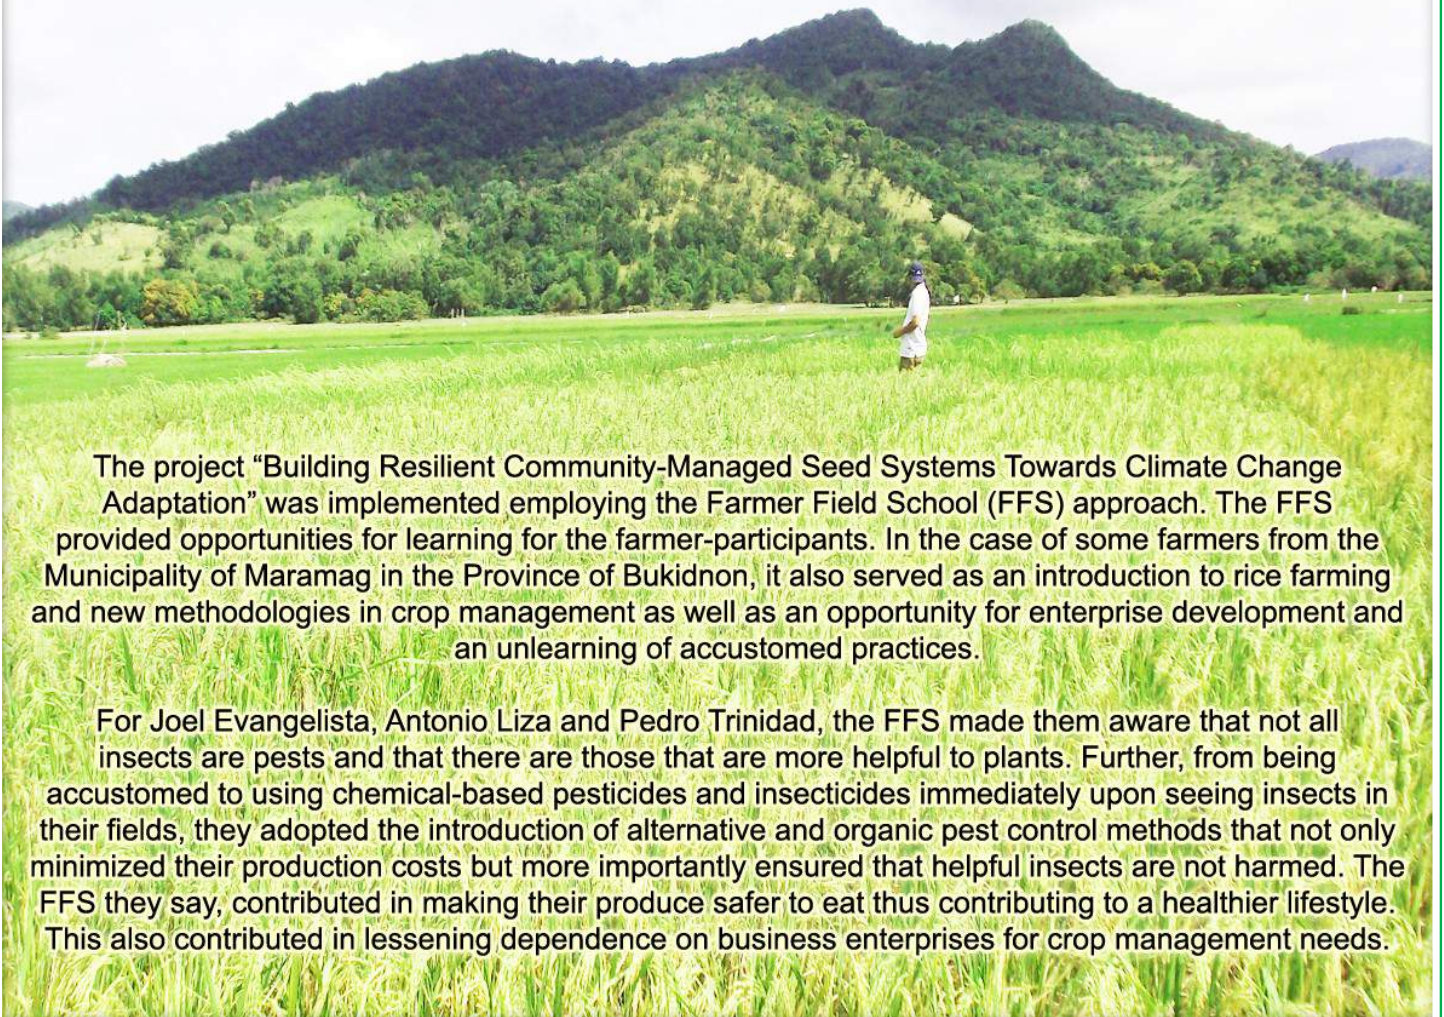 The project “Building Resilient Community-Managed Seed Systems Towards Climate Change
Adaptation” was implemented employing the Farmer Field School (FFS) approach. The FFS
provided opportunities for learning for the farmer-participants. In the case of some farmers from the
Municipality of Maramag in the Province of Bukidnon, it also served as an introduction to rice farming
and new methodologies in crop management as well as an opportunity for enterprise development and
an unlearning of accustomed practices.
For Joel Evangelista, Antonio Liza and Pedro Trinidad, the FFS made them aware that not all
insects are pests and that there are those that are more helpful to plants. Further, from being
accustomed to using chemical-based pesticides and insecticides immediately upon seeing insects in
their fields, they adopted the introduction of alternative and organic pest control methods that not only
minimized their production costs but more importantly ensured that helpful insects are not harmed. The
FFS they say, contributed in making their produce safer to eat thus contributing to a healthier lifestyle.
This also contributed in lessening dependence on business enterprises for crop management needs.